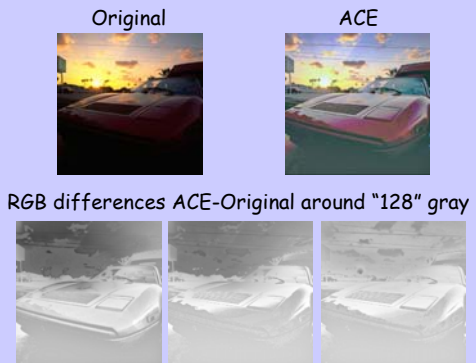 Original ACE
RGB differences ACE-Original around “128” gray